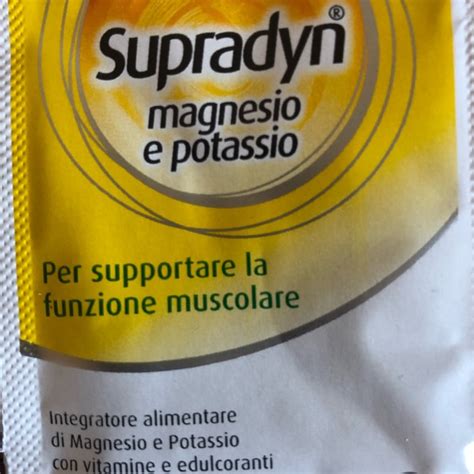 Supradyn®
magnesio
e potassio
Per supportare la
funzione muscolare
Integratore alimentare
di Magnesio e Potassio
con vitamine e edulcoranti